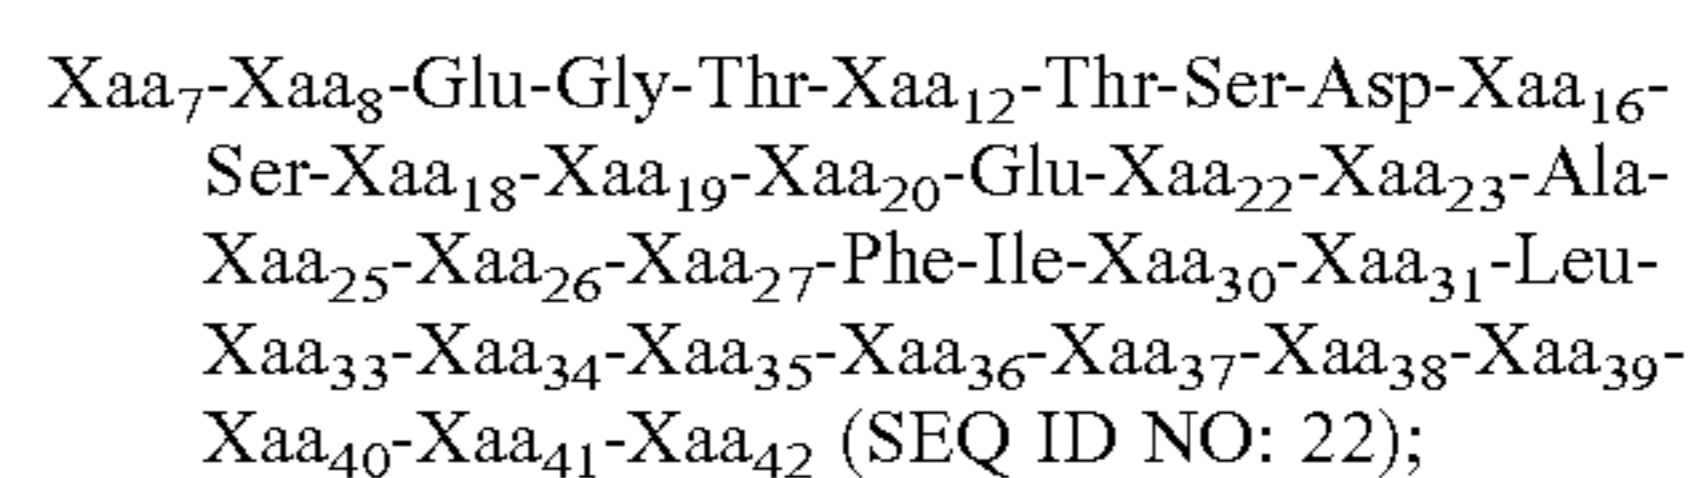 Xaa₇-Xaa₈-Glu-Gly-Thr-Xaa₁₂-Thr-Ser-Asp-Xaa₁₆-
Ser-Xaa₁₈-Xaa₁₉-Xaa₂₀-Glu-Xaa₂₂-Xaa₂₃-Ala-
Xaa₂₅-Xaa₂₆-Xaa₂₇-Phe-Ile-Xaa₃₀-Xaa₃₁-Leu-
Xaa₃₃-Xaa₃₄-Xaa₃₅-Xaa₃₆-Xaa₃₇-Xaa₃₈-Xaa₃₉-
Xaa₄₀-Xaa₄₁-Xaa₄₂ (SEQ ID NO: 22);